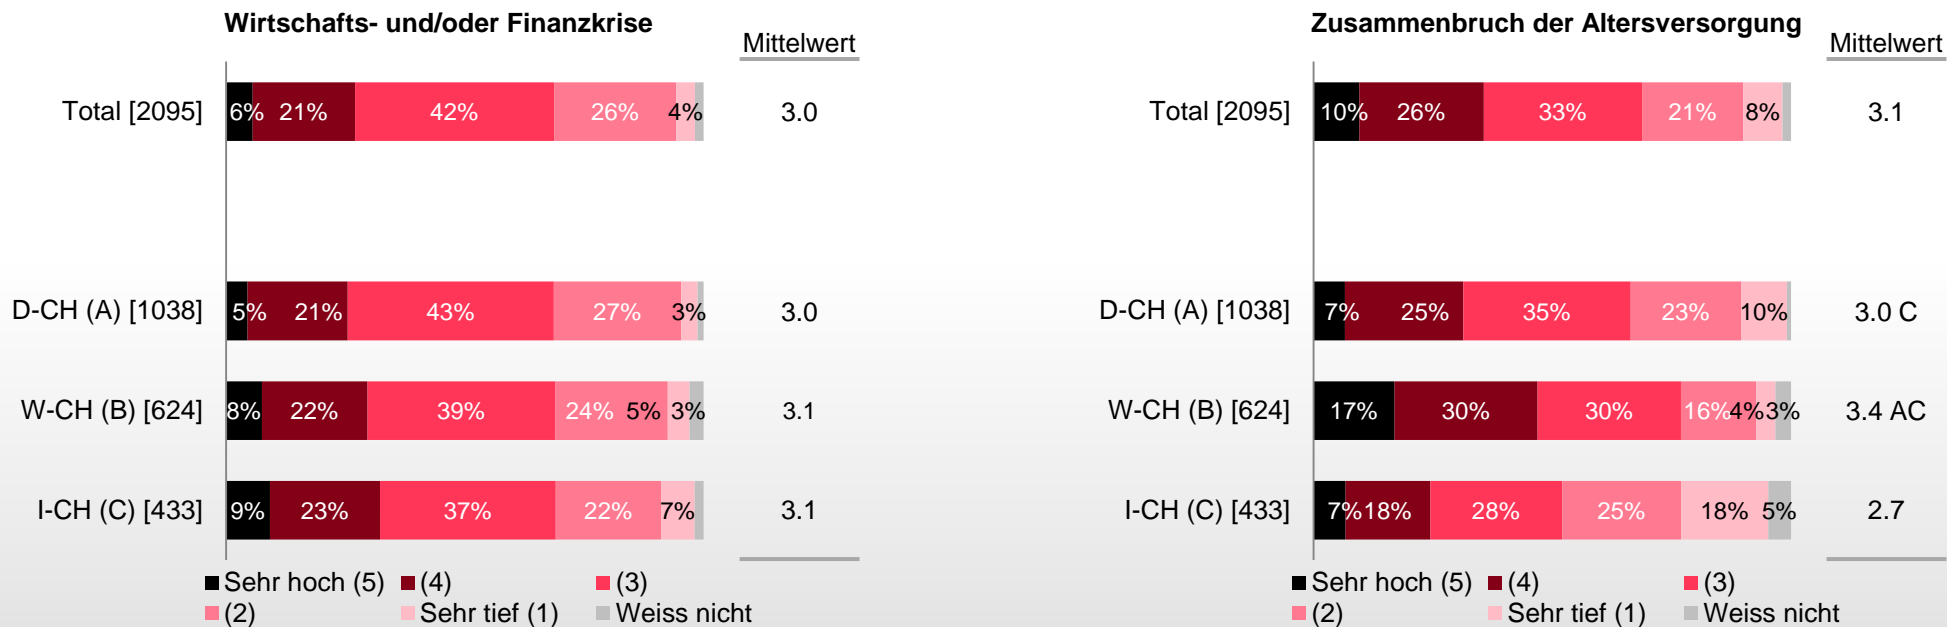 Wirtschafts- und/oder Finanzkrise
Mittelwert
Total [2095] 6% 21% 42% 26% 4% 3.0
D-CH (A) [1038] 5% 21% 43% 27% 3% 3.0
W-CH (B) [624] 8% 22% 39% 24% 5% 3% 3.1
I-CH (C) [433] 9% 23% 37% 22% 7% 3.1
Sehr hoch (5) (4) (3)
(2) Sehr tief (1) Weiss nicht
Zusammenbruch der Altersversorgung
Mittelwert
Total [2095] 10% 26% 33% 21% 8% 3.1
D-CH (A) [1038] 7% 25% 35% 23% 10% 3.0 C
W-CH (B) [624] 17% 30% 30% 16% 4% 3% 3.4 AC
I-CH (C) [433] 7% 18% 28% 25% 18% 5% 2.7
Sehr hoch (5) (4) (3)
(2) Sehr tief (1) Weiss nicht